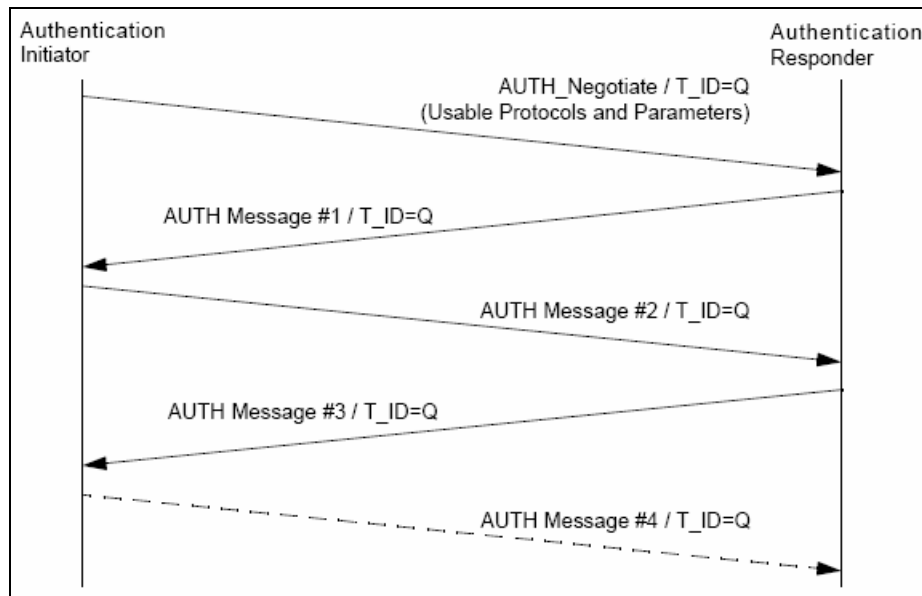 Authentication
Initiator
Authentication
Responder
AUTH_Negotiate / T_ID=Q
(Usable Protocols and Parameters)
AUTH Message #1 / T_ID=Q
AUTH Message #2 / T_ID=Q
AUTH Message #3 / T_ID=Q
AUTH Message #4 / T_ID=Q